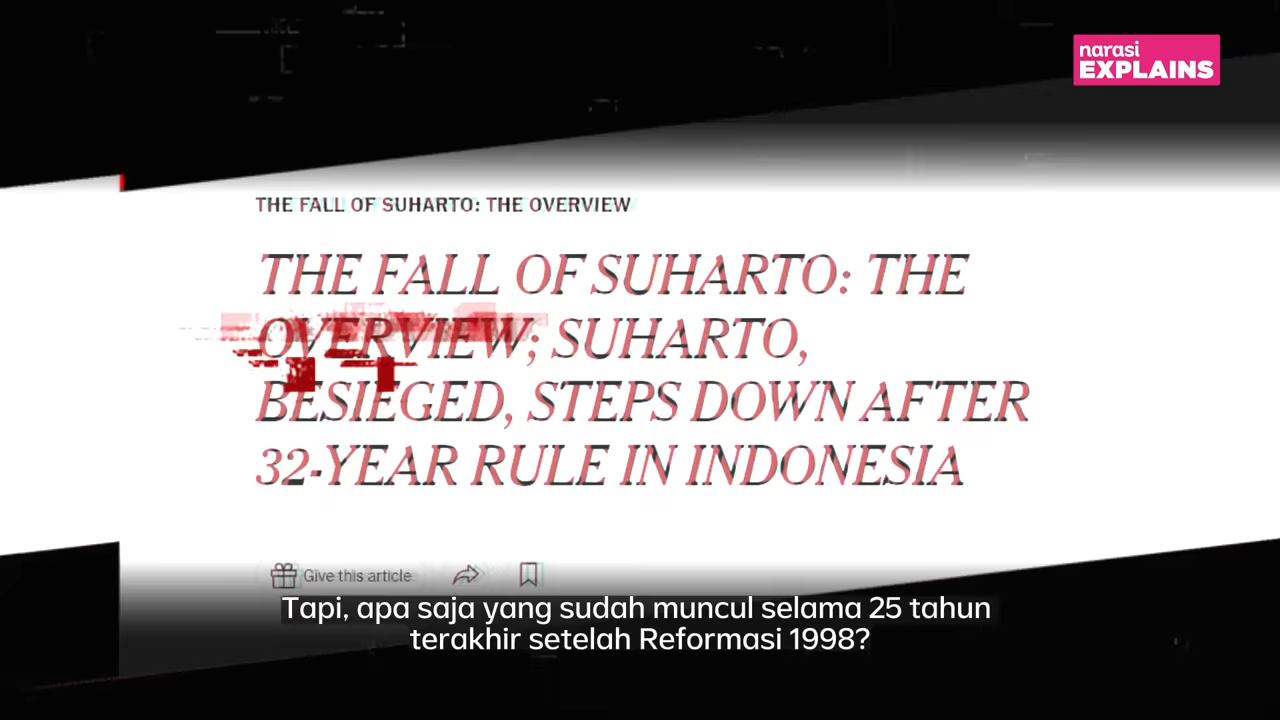 narasi
EXPLAINS
THE FALL OF SUHARTO: THE OVERVIEW
THE FALL OF SUHARTO: THE
OVERVIEW; SUHARTO,
BESIEGED, STEPS DOWN AFTER
32-YEAR RULE IN INDONESIA
Give this article
Tapi, apa saja yang sudah muncul selama 25 tahun
terakhir setelah Reformasi 1998?